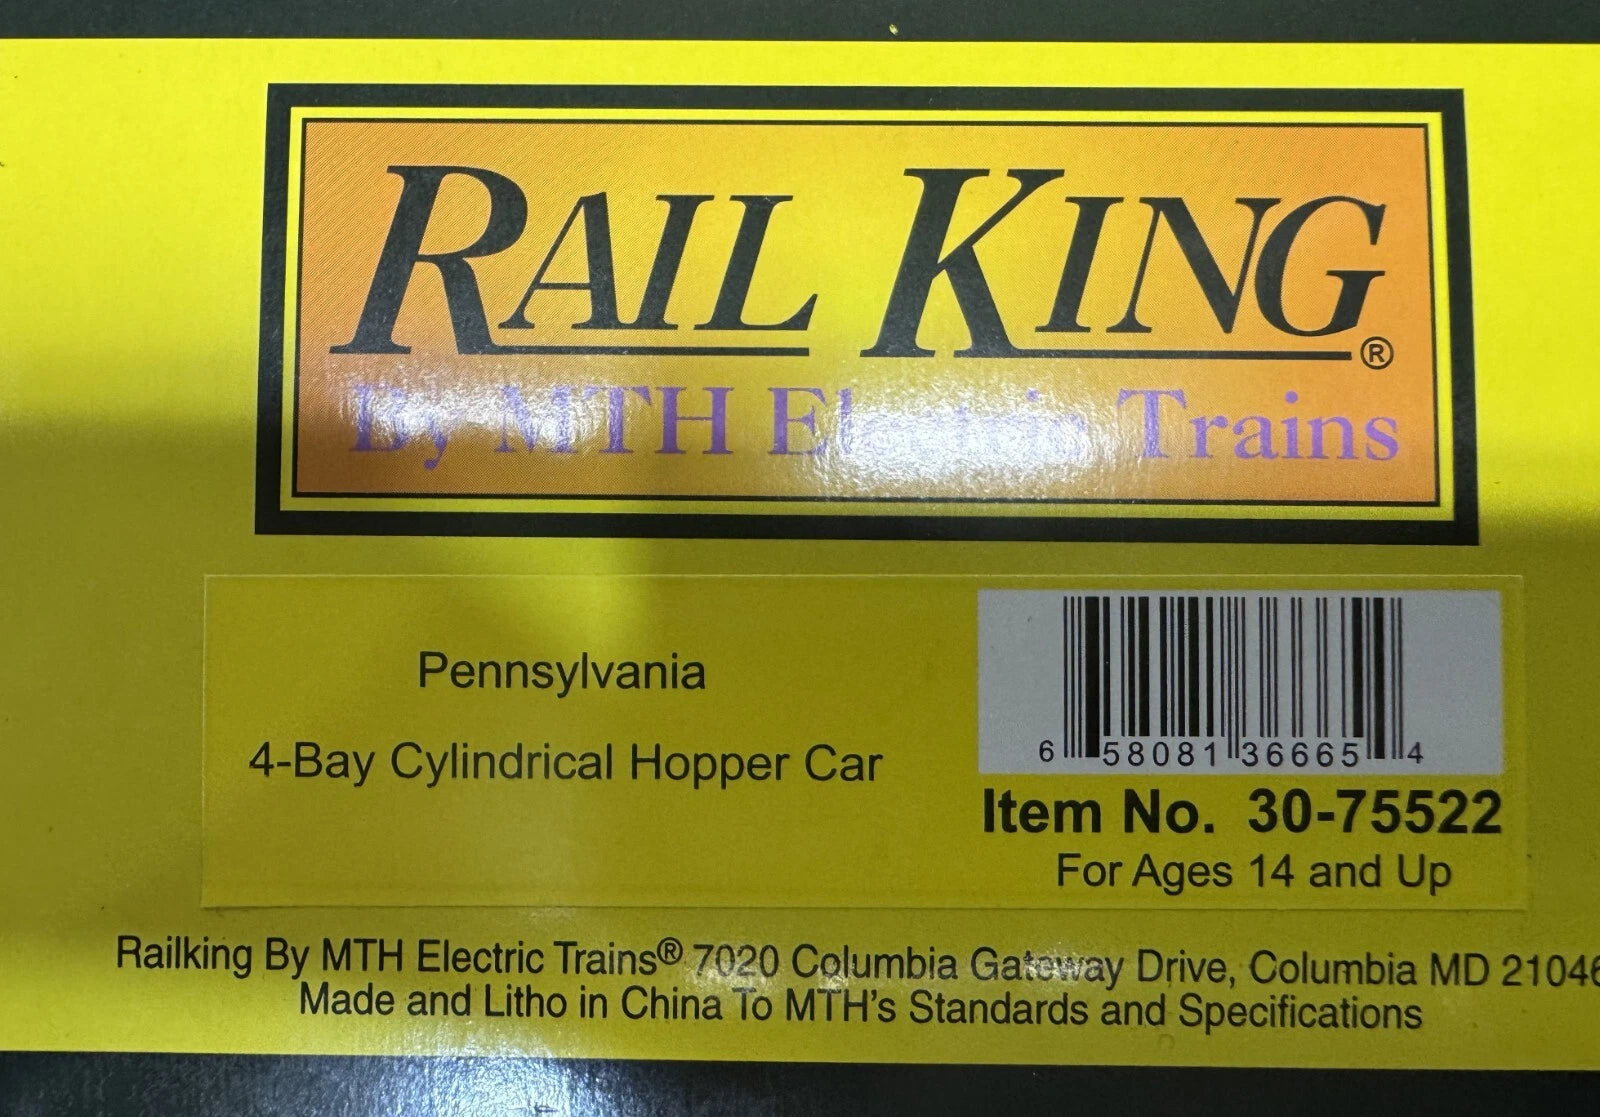 RAIL KING®
By MTH Electric Trains
Pennsylvania
4-Bay Cylindrical Hopper Car
6 58081 36665 4
Item No. 30-75522
For Ages 14 and Up
Railking By MTH Electric Trains® 7020 Columbia Gateway Drive, Columbia MD 21046
Made and Litho in China To MTH's Standards and Specifications